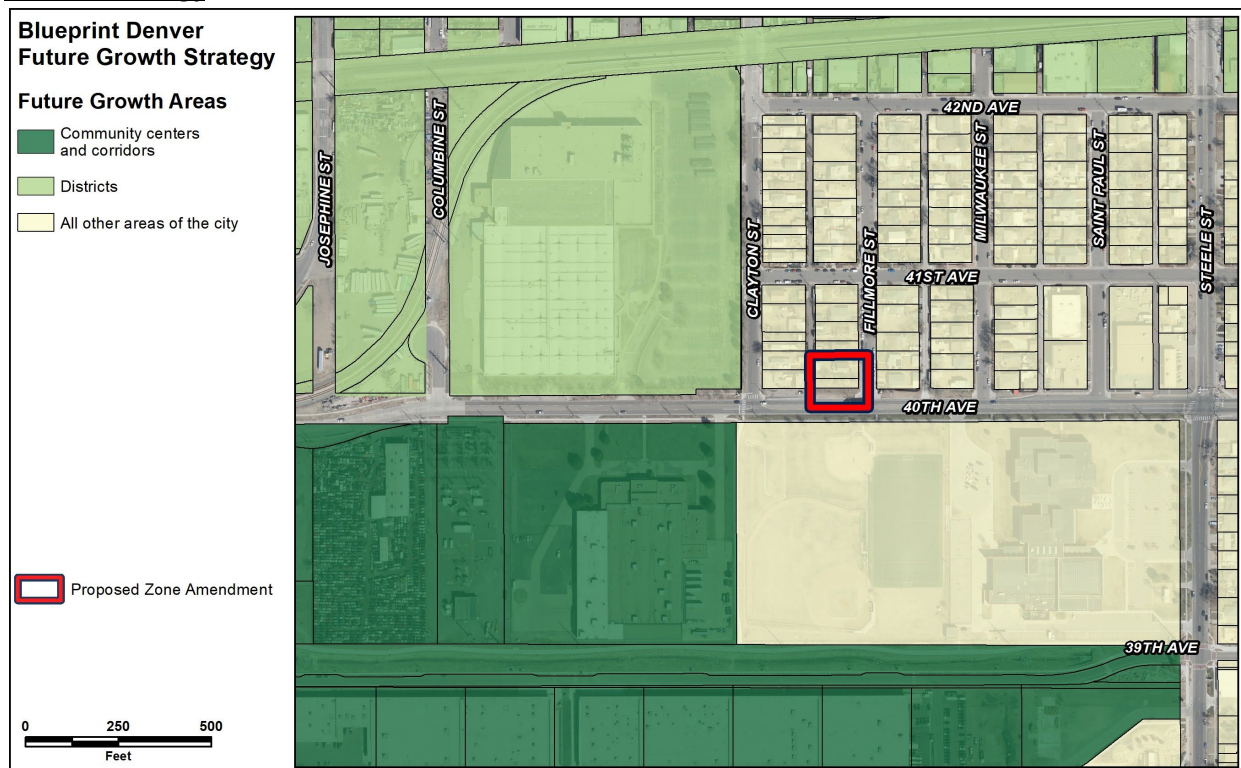 Blueprint Denver
Future Growth Strategy
Future Growth Areas
Community centers
and corridors
Districts
All other areas of the city
Proposed Zone Amendment
0 250 500
Feet
JOSEPHINE ST
COLUMBINE ST
CLAYTON ST
FILLMORE ST
MILWAUKEE ST
SAINT PAUL ST
STEELE ST
42ND AVE
41ST AVE
40TH AVE
39TH AVE